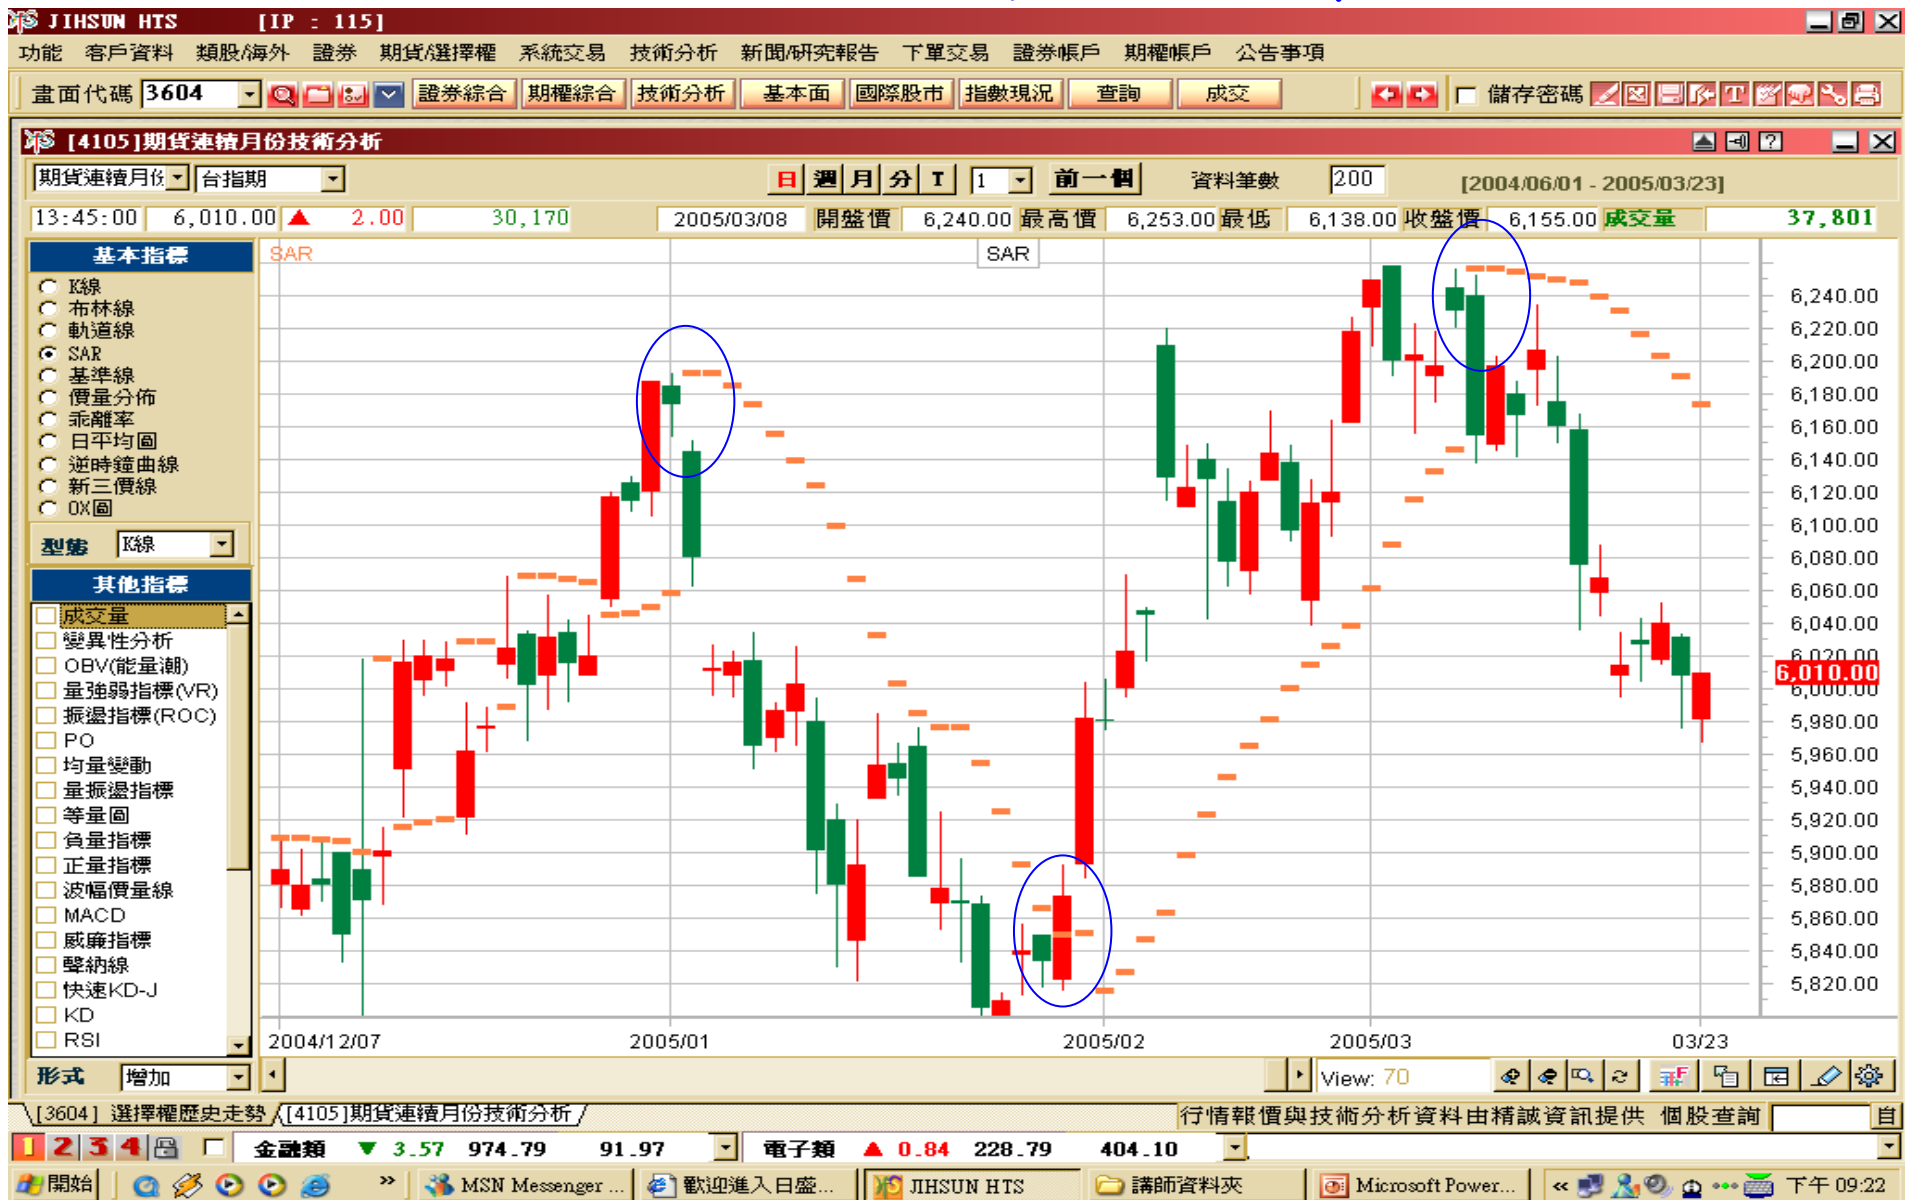 JIHSUN HTS [IP : 115]
功能 客戶資料 類股/海外 證券 期貨/選擇權 系統交易 技術分析 新聞/研究報告 下單交易 證券帳戶 期權帳戶 公告事項
畫面代碼 3604 證券綜合 期權綜合 技術分析 基本面 國際股市 指數現況 查詢 成交 儲存密碼
[4105]期貨連續月份技術分析
期貨連續月份 台指期 日 週 月 分 T 1 前一個 資料筆數 200 [2004/06/01 - 2005/03/23]
13:45:00 6,010.00 ▲ 2.00 30,170 2005/03/08 開盤價 6,240.00 最高價 6,253.00 最低 6,138.00 收盤價 6,155.00 成交量 37,801
基本指標
K線
布林線
軌道線
SAR
基準線
價量分佈
乖離率
日平均圖
逆時鐘曲線
新三價線
OX圖
型態 K線
其他指標
成交量
變異性分析
OBV(能量潮)
量強弱指標(VR)
振盪指標(ROC)
PO
均量變動
量振盪指標
等量圖
負量指標
正量指標
波幅價量線
MACD
威廉指標
聲納線
快速KD-J
KD
RSI
形式 增加
SAR
SAR
6,240.00
6,220.00
6,200.00
6,180.00
6,160.00
6,140.00
6,120.00
6,100.00
6,080.00
6,060.00
6,040.00
6,020.00
6,010.00
6,000.00
5,980.00
5,960.00
5,940.00
5,920.00
5,900.00
5,880.00
5,860.00
5,840.00
5,820.00
2004/12/07 2005/01 2005/02 2005/03 03/23
View: 70
[3604] 選擇權歷史走勢 [4105]期貨連續月份技術分析 行情報價與技術分析資料由精誠資訊提供 個股查詢 自
1 2 3 4 金融類 ▼ 3.57 974.79 91.97 電子類 ▲ 0.84 228.79 404.10
開始 » MSN Messenger ... 歡迎進入日盛... JIHSUN HTS 講師資料夾 Microsoft Power... « 下午 09:22